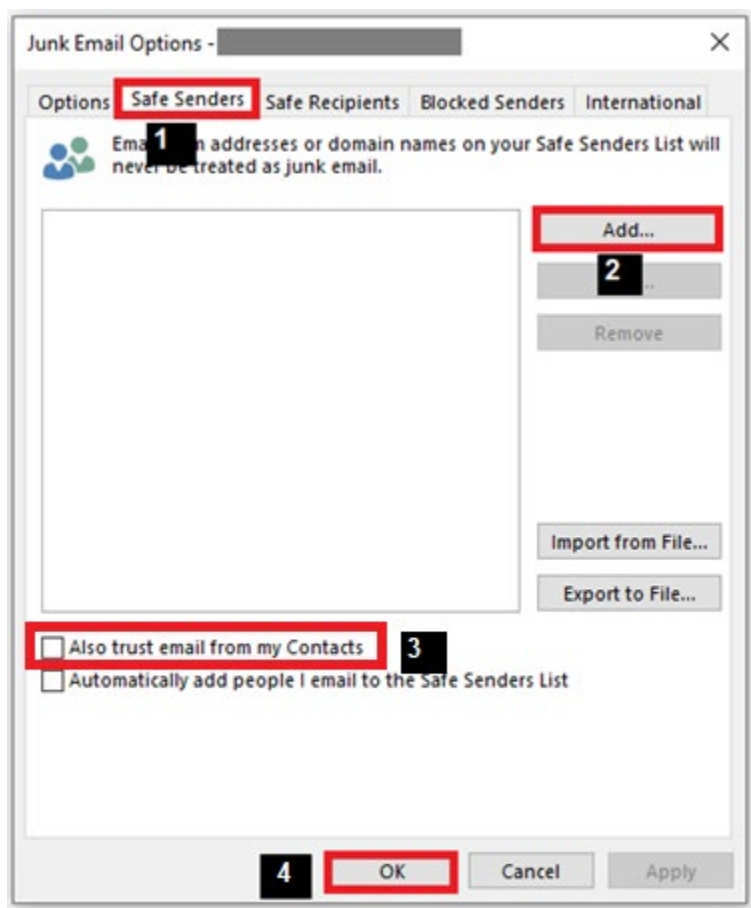 Junk Email Options -
Options Safe Senders Safe Recipients Blocked Senders International
1
addresses or domain names on your Safe Senders List will
never be treated as junk email.
Add...
2
Remove
Import from File...
Export to File...
Also trust email from my Contacts
3
Automatically add people I email to the Safe Senders List
4
OK Cancel Apply